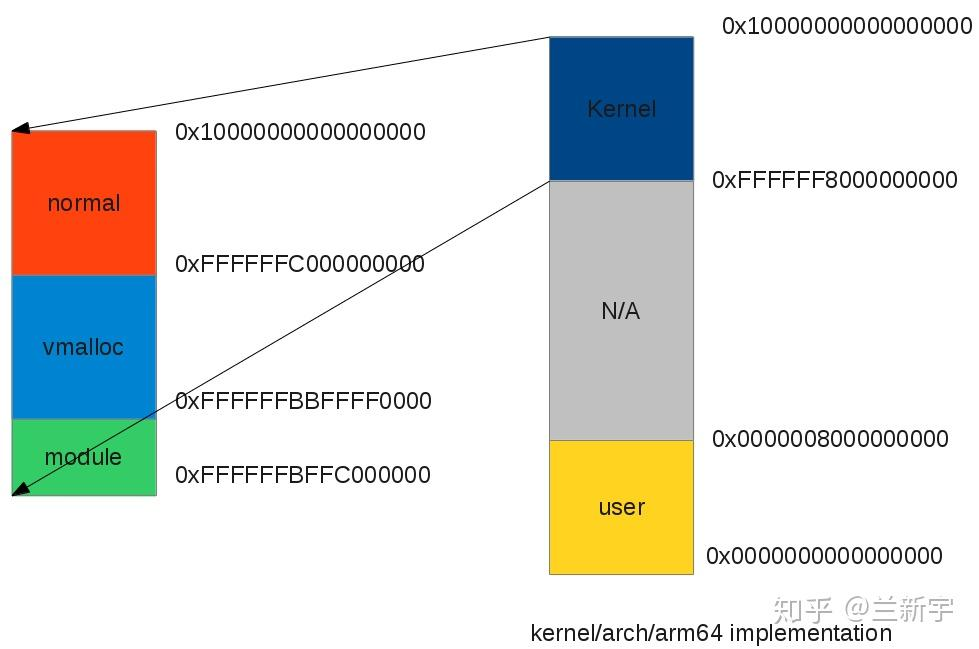 0x10000000000000000
Kernel
0x10000000000000000
normal
0xFFFFFF8000000000
0xFFFFFFC000000000
N/A
vmalloc
0xFFFFFFBBFFFF0000
0x0000008000000000
module
0xFFFFFFBFFC000000
user
0x0000000000000000
知乎 @兰新宇
kernel/arch/arm64 implementation